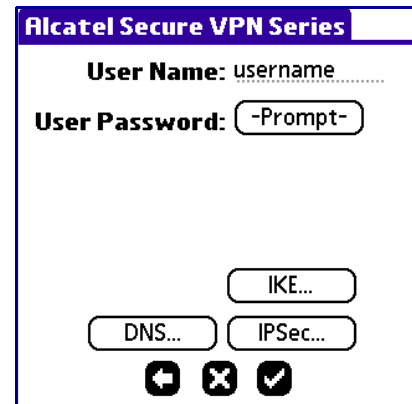 Alcatel Secure VPN Series
User Name: username
User Password: -Prompt-
IKE...
DNS... IPSec...